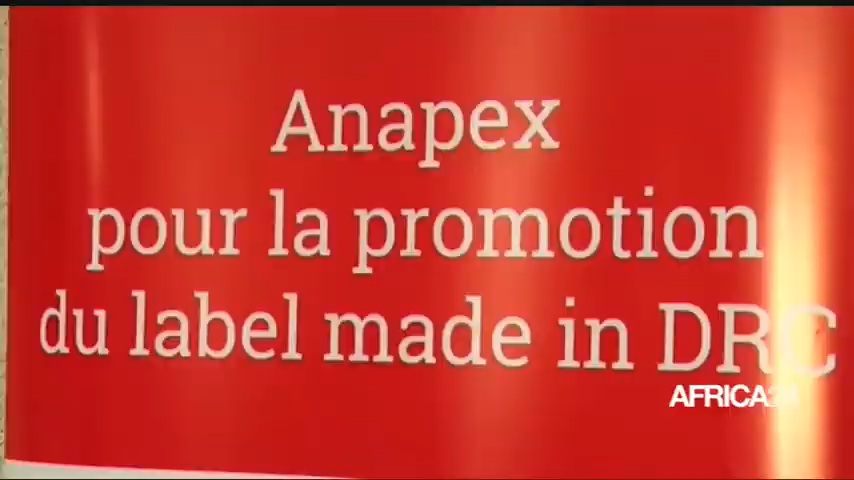 Anapex
pour la promotion
du label made in DRC
AFRICA24